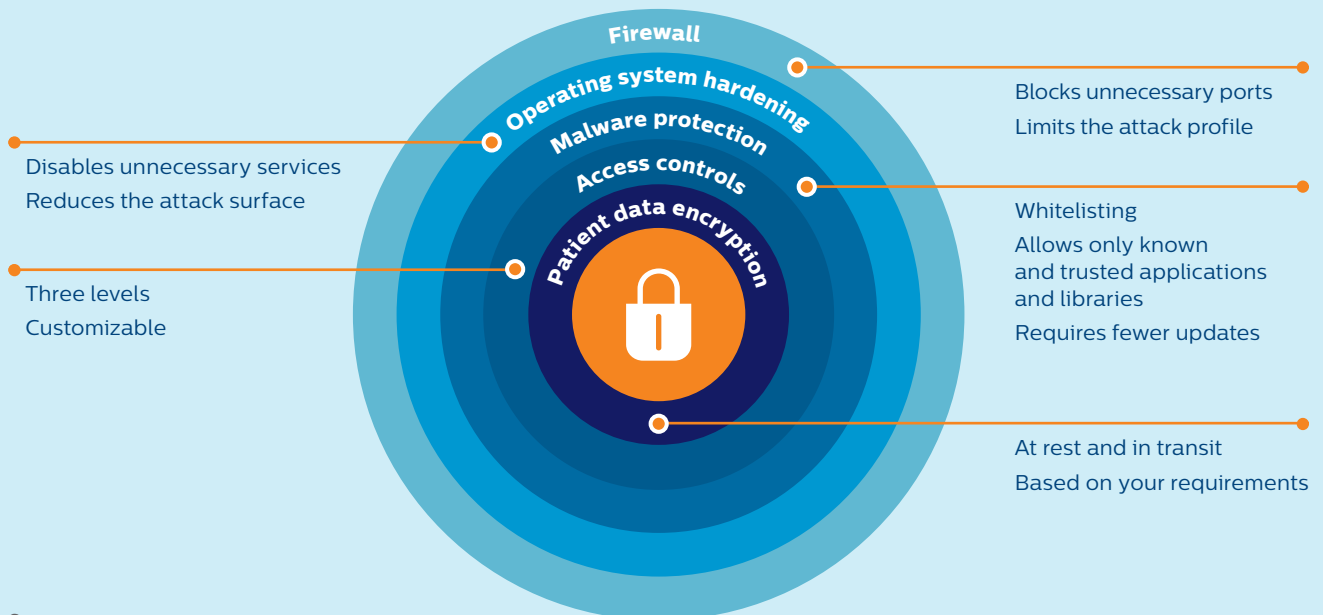 Firewall
Operating system hardening
Malware protection
Access controls
Patient data encryption
Blocks unnecessary ports
Limits the attack profile
Disables unnecessary services
Reduces the attack surface
Whitelisting
Allows only known
and trusted applications
and libraries
Requires fewer updates
Three levels
Customizable
At rest and in transit
Based on your requirements